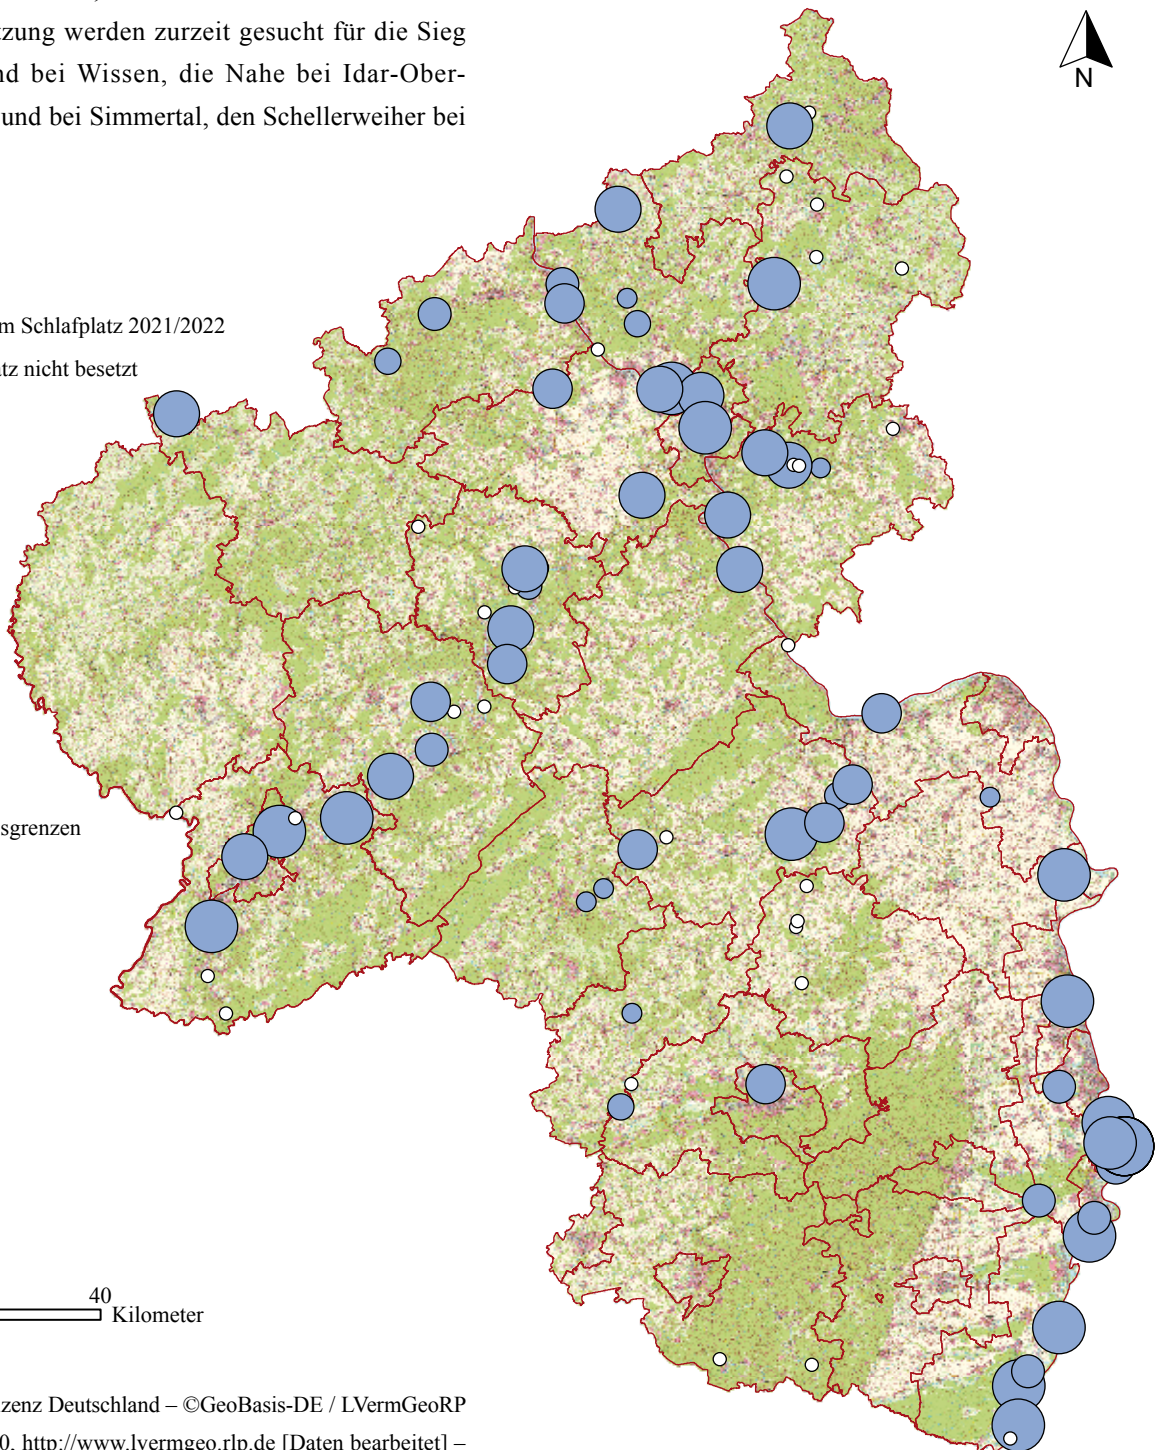 tzung werden zurzeit gesucht für die Sieg
nd bei Wissen, die Nahe bei Idar-Ober-
und bei Simmertal, den Schellerweiher bei
N
m Schlafplatz 2021/2022
tz nicht besetzt
sgrenzen
40
Kilometer
izenz Deutschland – ©GeoBasis-DE / LVermGeoRP
0, http://www.lvermgeo.rlp.de [Daten bearbeitet] –